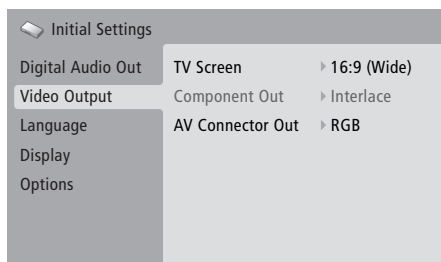 Initial Settings
Digital Audio Out
Video Output
Language
Display
Options
TV Screen 16:9 (Wide)
Component Out Interlace
AV Connector Out RGB